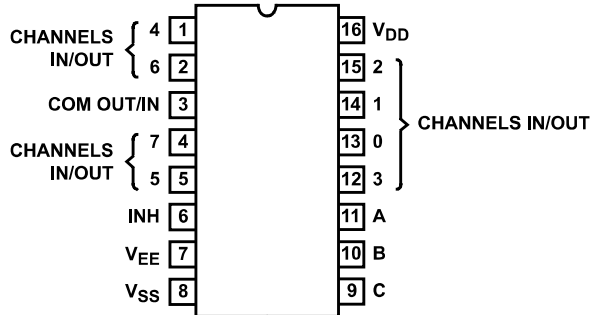 CHANNELS IN/OUT
4 1
6 2
COM OUT/IN 3
CHANNELS IN/OUT
7 4
5 5
INH 6
VEE 7
VSS 8
16 VDD
15 2
14 1
13 0
12 3
CHANNELS IN/OUT
11 A
10 B
9 C